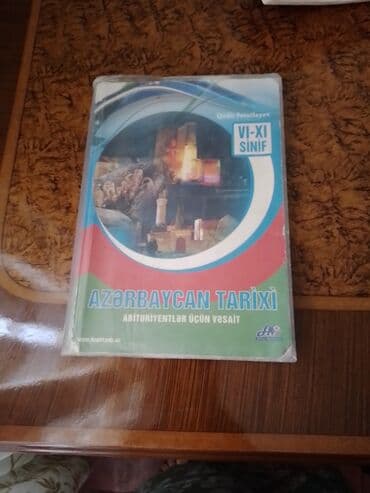 VI-XI
SİNİF
AZƏRBAYCAN TARİXİ
ABİTURİYENTLƏR ÜÇÜN VƏSAİT